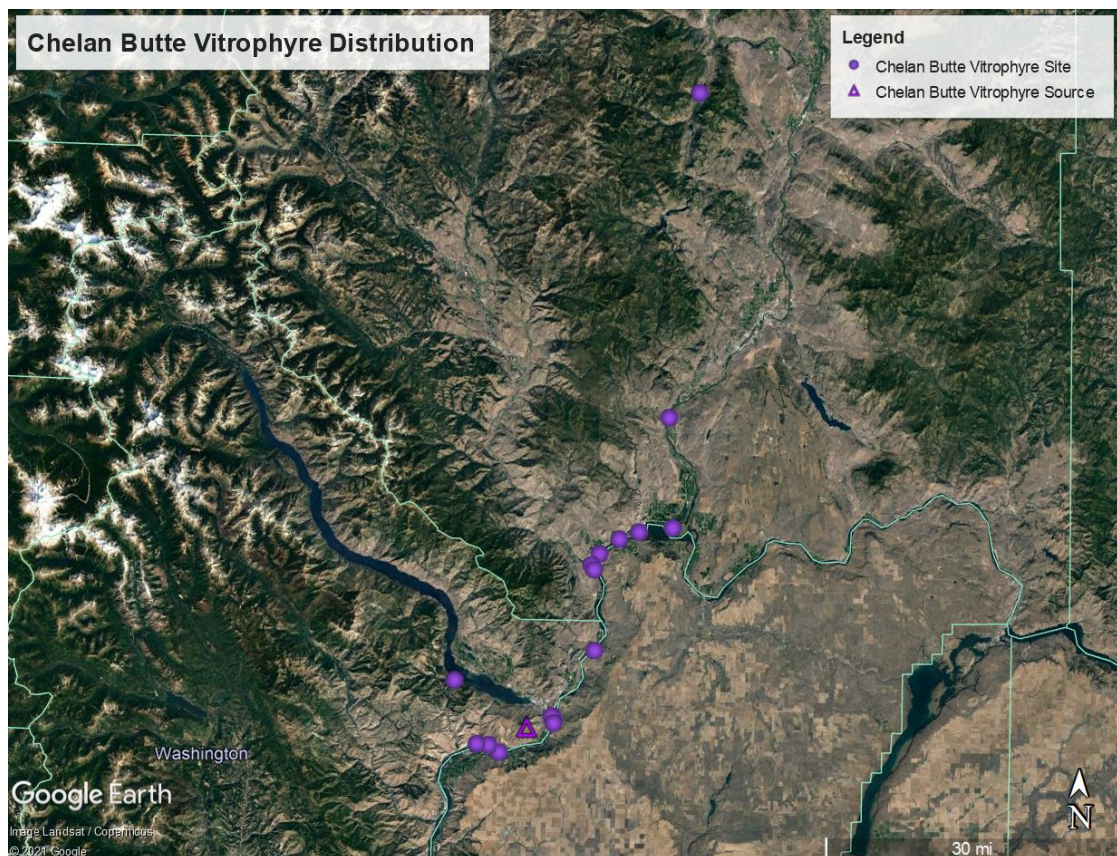 Chelan Butte Vitrophyre Distribution
Legend
Chelan Butte Vitrophyre Site
Chelan Butte Vitrophyre Source
Washington
Google Earth
Image Landsat / Copernicus
© 2021 Google
N
30 mi